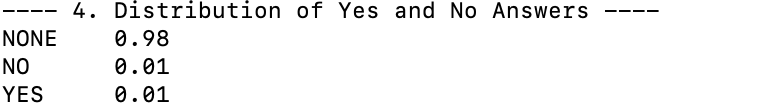 ---- 4. Distribution of Yes and No Answers ----
NONE    0.98
NO      0.01
YES     0.01